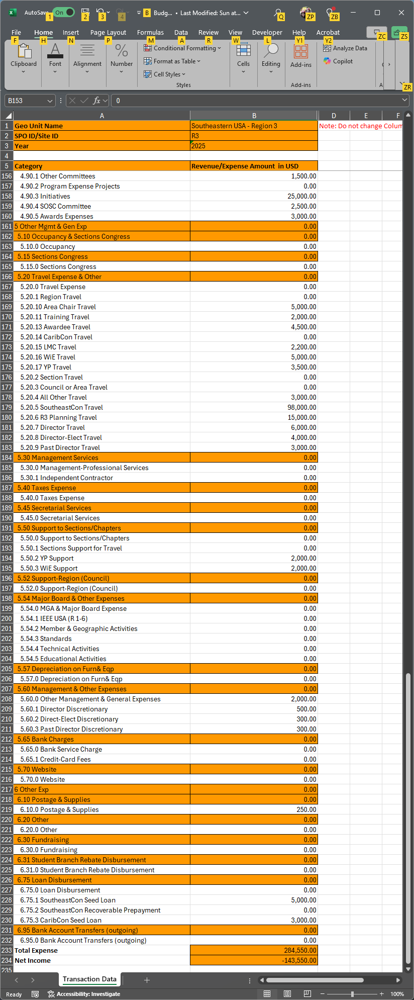 AutoSave On Budg... • Last Modified: Sun at...
1 2 3 4 B Q ZP ZB
File Home Insert Page Layout Formulas Data Review View Developer Help Acrobat
F H N P M A R W L Y1 Y2 ZC ZS
Clipboard Font Alignment Number Conditional Formatting Format as Table Cell Styles Cells Editing Add-ins Analyze Data Copilot
Styles Add-ins A ZR
B153 fx 0
A B D E F
1 Geo Unit Name Southeastern USA - Region 3 Note: Do not change Colum
2 SPO ID/Site ID R3
3 Year 2025
4
5 Category Revenue/Expense Amount in USD
156 4.90.1 Other Committees 1,500.00
157 4.90.2 Program Expense Projects 0.00
158 4.90.3 Initiatives 25,000.00
159 4.90.4 SOSC Committee 2,500.00
160 4.90.5 Awards Expenses 3,000.00
161 5 Other Mgmt & Gen Exp 0.00
162 5.10 Occupancy & Sections Congress 0.00
163 5.10.0 Occupancy 0.00
164 5.15 Sections Congress 0.00
165 5.15.0 Sections Congress 0.00
166 5.20 Travel Expense & Other 0.00
167 5.20.0 Travel Expense 0.00
168 5.20.1 Region Travel 0.00
169 5.20.10 Area Chair Travel 5,000.00
170 5.20.11 Training Travel 2,000.00
171 5.20.13 Awardee Travel 4,500.00
172 5.20.14 CaribCon Travel 0.00
173 5.20.15 LMC Travel 2,200.00
174 5.20.16 WiE Travel 5,000.00
175 5.20.17 YP Travel 3,500.00
176 5.20.2 Section Travel 0.00
177 5.20.3 Council or Area Travel 0.00
178 5.20.4 All Other Travel 3,000.00
179 5.20.5 SoutheastCon Travel 98,000.00
180 5.20.6 R3 Planning Travel 15,000.00
181 5.20.7 Director Travel 6,000.00
182 5.20.8 Director-Elect Travel 4,000.00
183 5.20.9 Past Director Travel 3,000.00
184 5.30 Management Services 0.00
185 5.30.0 Management-Professional Services 0.00
186 5.30.1 Independent Contractor 0.00
187 5.40 Taxes Expense 0.00
188 5.40.0 Taxes Expense 0.00
189 5.45 Secretarial Services 0.00
190 5.45.0 Secretarial Services 0.00
191 5.50 Support to Sections/Chapters 0.00
192 5.50.0 Support to Sections/Chapters 0.00
193 5.50.1 Sections Support for Travel 0.00
194 5.50.2 YP Support 2,000.00
195 5.50.3 WiE Support 2,000.00
196 5.52 Support-Region (Council) 0.00
197 5.52.0 Support-Region (Council) 0.00
198 5.54 Major Board & Other Expenses 0.00
199 5.54.0 MGA & Major Board Expense 0.00
200 5.54.1 IEEE USA (R 1-6) 0.00
201 5.54.2 Member & Geographic Activities 0.00
202 5.54.3 Standards 0.00
203 5.54.4 Technical Activities 0.00
204 5.54.5 Educational Activities 0.00
205 5.57 Depreciation on Furn& Eqp 0.00
206 5.57.0 Depreciation on Furn& Eqp 0.00
207 5.60 Management & Other Expenses 0.00
208 5.60.0 Other Management & General Expenses 2,000.00
209 5.60.1 Director Discretionary 500.00
210 5.60.2 Direct-Elect Discretionary 300.00
211 5.60.3 Past Director Discretionary 300.00
212 5.65 Bank Charges 0.00
213 5.65.0 Bank Service Charge 0.00
214 5.65.1 Credit-Card Fees 0.00
215 5.70 Website 0.00
216 5.70.0 Website 0.00
217 6 Other Exp 0.00
218 6.10 Postage & Supplies 0.00
219 6.10.0 Postage & Supplies 250.00
220 6.20 Other 0.00
221 6.20.0 Other 0.00
222 6.30 Fundraising 0.00
223 6.30.0 Fundraising 0.00
224 6.31 Student Branch Rebate Disbursement 0.00
225 6.31.0 Student Branch Rebate Disbursement 0.00
226 6.75 Loan Disbursement 0.00
227 6.75.0 Loan Disbursement 0.00
228 6.75.1 SoutheastCon Seed Loan 5,000.00
229 6.75.2 SoutheastCon Recoverable Prepayment 0.00
230 6.75.3 CaribCon Seed Loan 3,000.00
231 6.95 Bank Account Transfers (outgoing) 0.00
232 6.95.0 Bank Account Transfers (outgoing) 0.00
233 Total Expense 284,550.00
234 Net Income -143,550.00
235
Transaction Data
Ready Accessibility: Investigate 100%